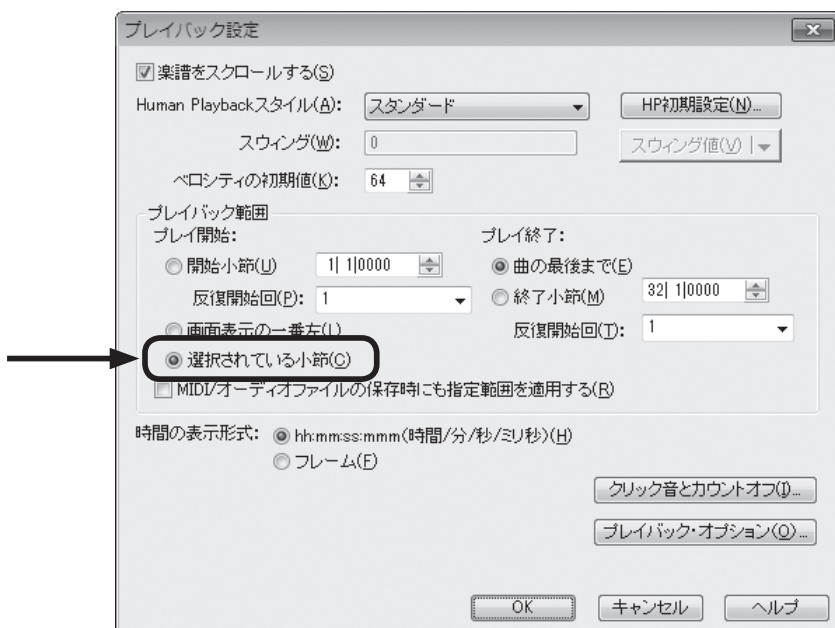 プレイバック設定
楽譜をスクロールする(S)
Human Playbackスタイル(A): スタンダード HP初期設定(N)...
スウィング(W): 0 スウィング値(V)
ベロシティの初期値(K): 64
プレイバック範囲
プレイ開始: プレイ終了:
開始小節(U) 1| 1|0000 曲の最後まで(E)
反復開始回(P): 1 終了小節(M) 32| 1|0000
画面表示の一番左(L) 反復開始回(T): 1
選択されている小節(C)
MIDI/オーディオファイルの保存時にも指定範囲を適用する(R)
時間の表示形式: hh:mm:ss:mmm(時間/分/秒/ミリ秒)(H)
フレーム(F)
クリック音とカウントオフ(I)...
プレイバック・オプション(O)...
OK キャンセル ヘルプ